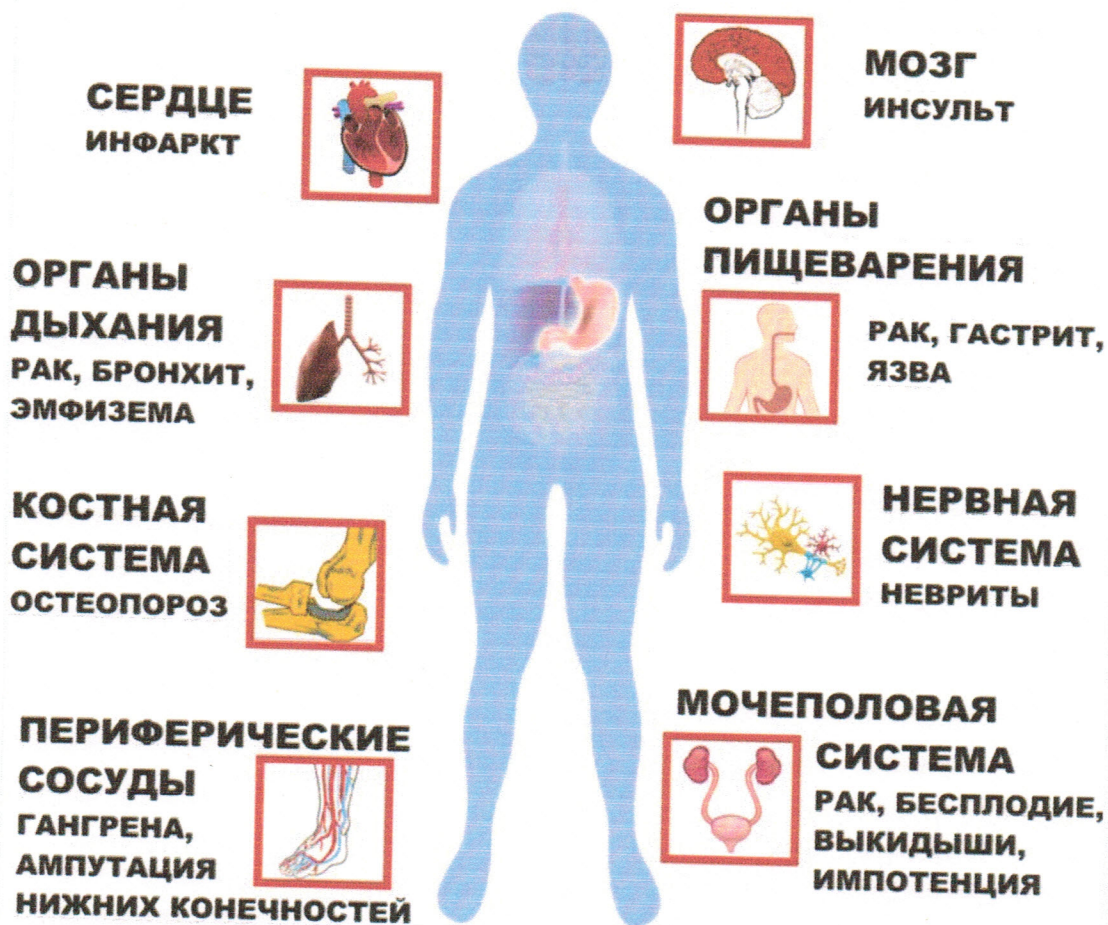 СЕРДЦЕ
ИНФАРКТ
МОЗГ
ИНСУЛЬТ
ОРГАНЫ
ДЫХАНИЯ
РАК, БРОНХИТ,
ЭМФИЗЕМА
ОРГАНЫ
ПИЩЕВАРЕНИЯ
РАК, ГАСТРИТ,
ЯЗВА
КОСТНАЯ
СИСТЕМА
ОСТЕОПОРОЗ
НЕРВНАЯ
СИСТЕМА
НЕВРИТЫ
ПЕРИФЕРИЧЕСКИЕ
СОСУДЫ
ГАНГРЕНА,
АМПУТАЦИЯ
НИЖНИХ КОНЕЧНОСТЕЙ
МОЧЕПОЛОВАЯ
СИСТЕМА
РАК, БЕСПЛОДИЕ,
ВЫКИДЫШИ,
ИМПОТЕНЦИЯ